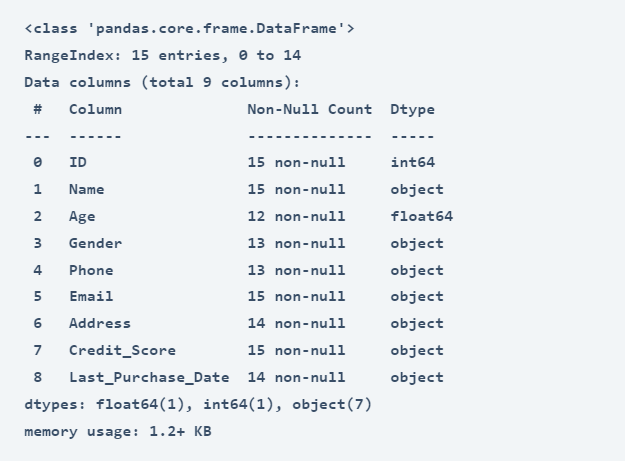 <class 'pandas.core.frame.DataFrame'>
RangeIndex: 15 entries, 0 to 14
Data columns (total 9 columns):
 #   Column              Non-Null Count  Dtype
---  ------              --------------  -----
 0   ID                  15 non-null     int64
 1   Name                15 non-null     object
 2   Age                 12 non-null     float64
 3   Gender              13 non-null     object
 4   Phone               13 non-null     object
 5   Email               15 non-null     object
 6   Address             14 non-null     object
 7   Credit_Score        15 non-null     object
 8   Last_Purchase_Date  14 non-null     object
dtypes: float64(1), int64(1), object(7)
memory usage: 1.2+ KB